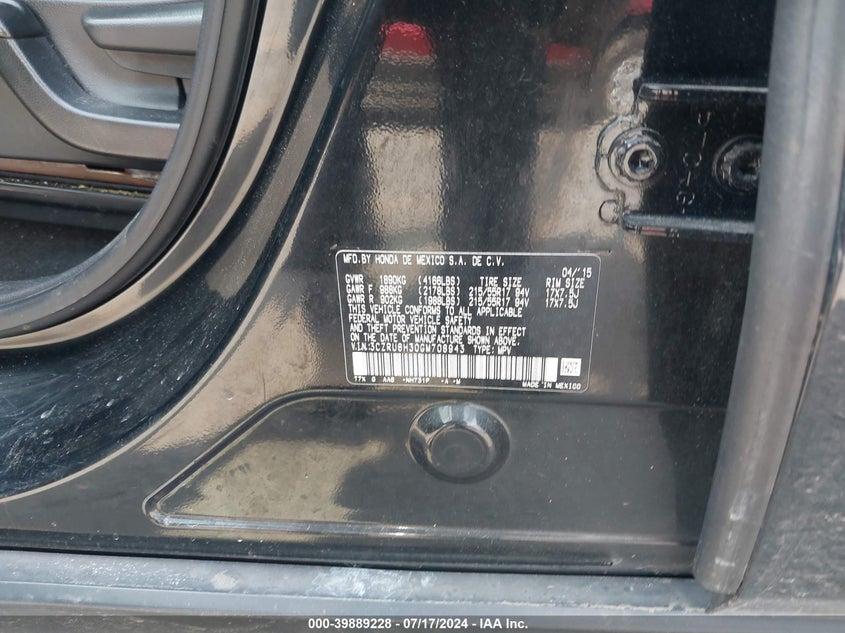 MFD.BY HONDA DE MEXICO S.A. DE C.V.
04/'15
GVWR 1890KG (4166LBS) TIRE SIZE RIM SIZE
GAWR F 988KG (2178LBS) 215/55R17 94V 17X7.5J
GAWR R 902KG (1988LBS) 215/55R17 94V 17X7.5J
THIS VEHICLE CONFORMS TO ALL APPLICABLE
FEDERAL MOTOR VEHICLE SAFETY
AND THEFT PREVENTION STANDARDS IN EFFECT
ON THE DATE OF MANUFACTURE SHOWN ABOVE.
V.I.N:3CZRU6H30GM708943 TYPE: MPV
NH731P -A -M MADE IN MEXICO
000-39889228 - 07/17/2024 - IAA Inc.